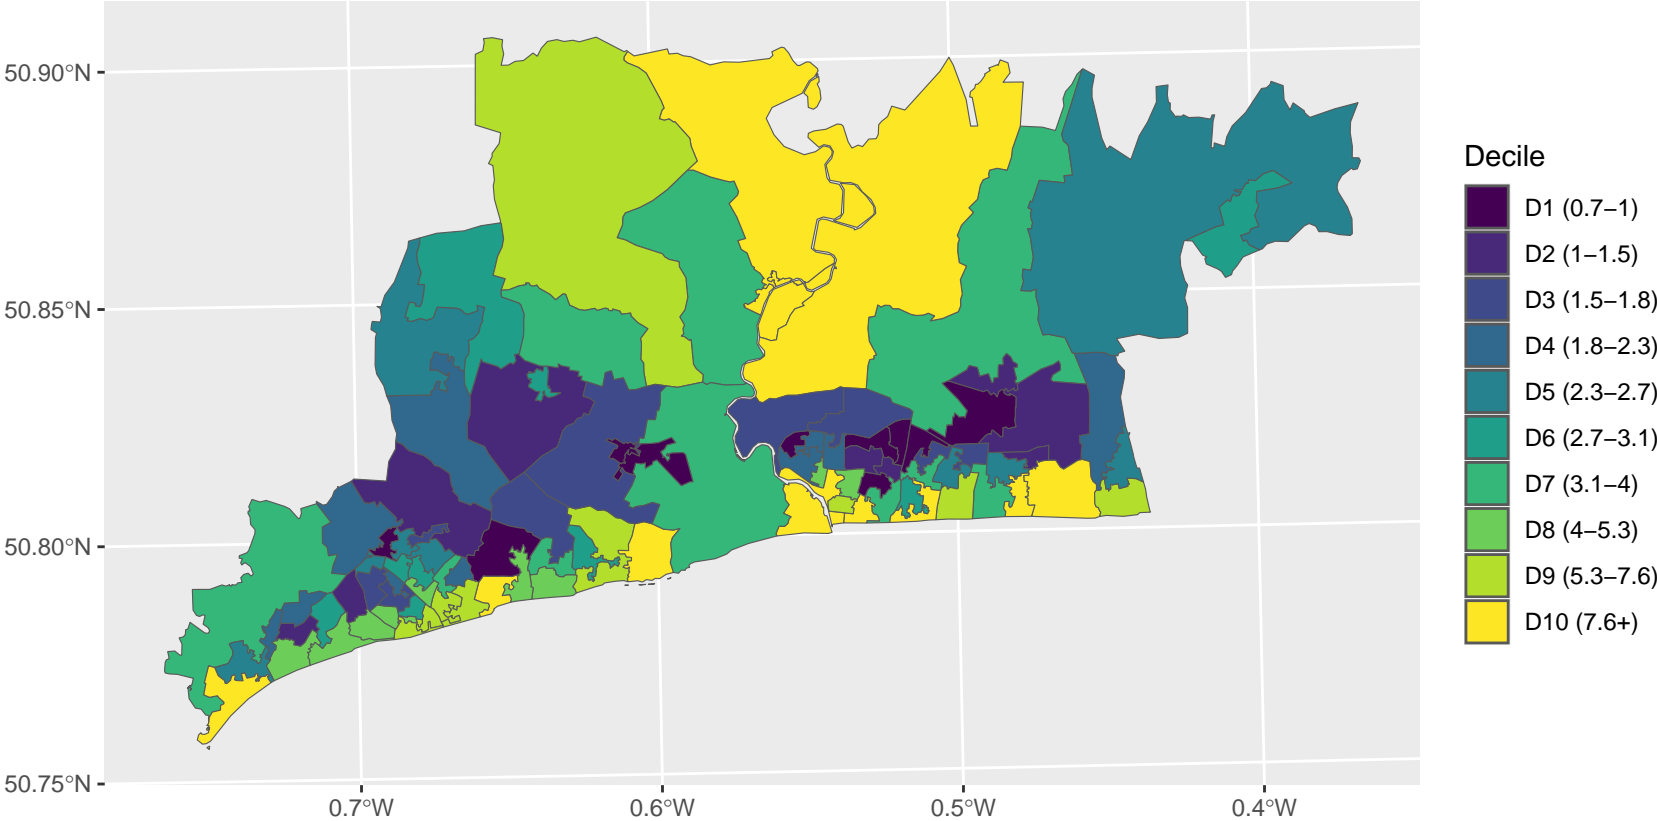 50.90°N
50.85°N
50.80°N
50.75°N
0.7°W
0.6°W
0.5°W
0.4°W
Decile
D1 (0.7–1)
D2 (1–1.5)
D3 (1.5–1.8)
D4 (1.8–2.3)
D5 (2.3–2.7)
D6 (2.7–3.1)
D7 (3.1–4)
D8 (4–5.3)
D9 (5.3–7.6)
D10 (7.6+)